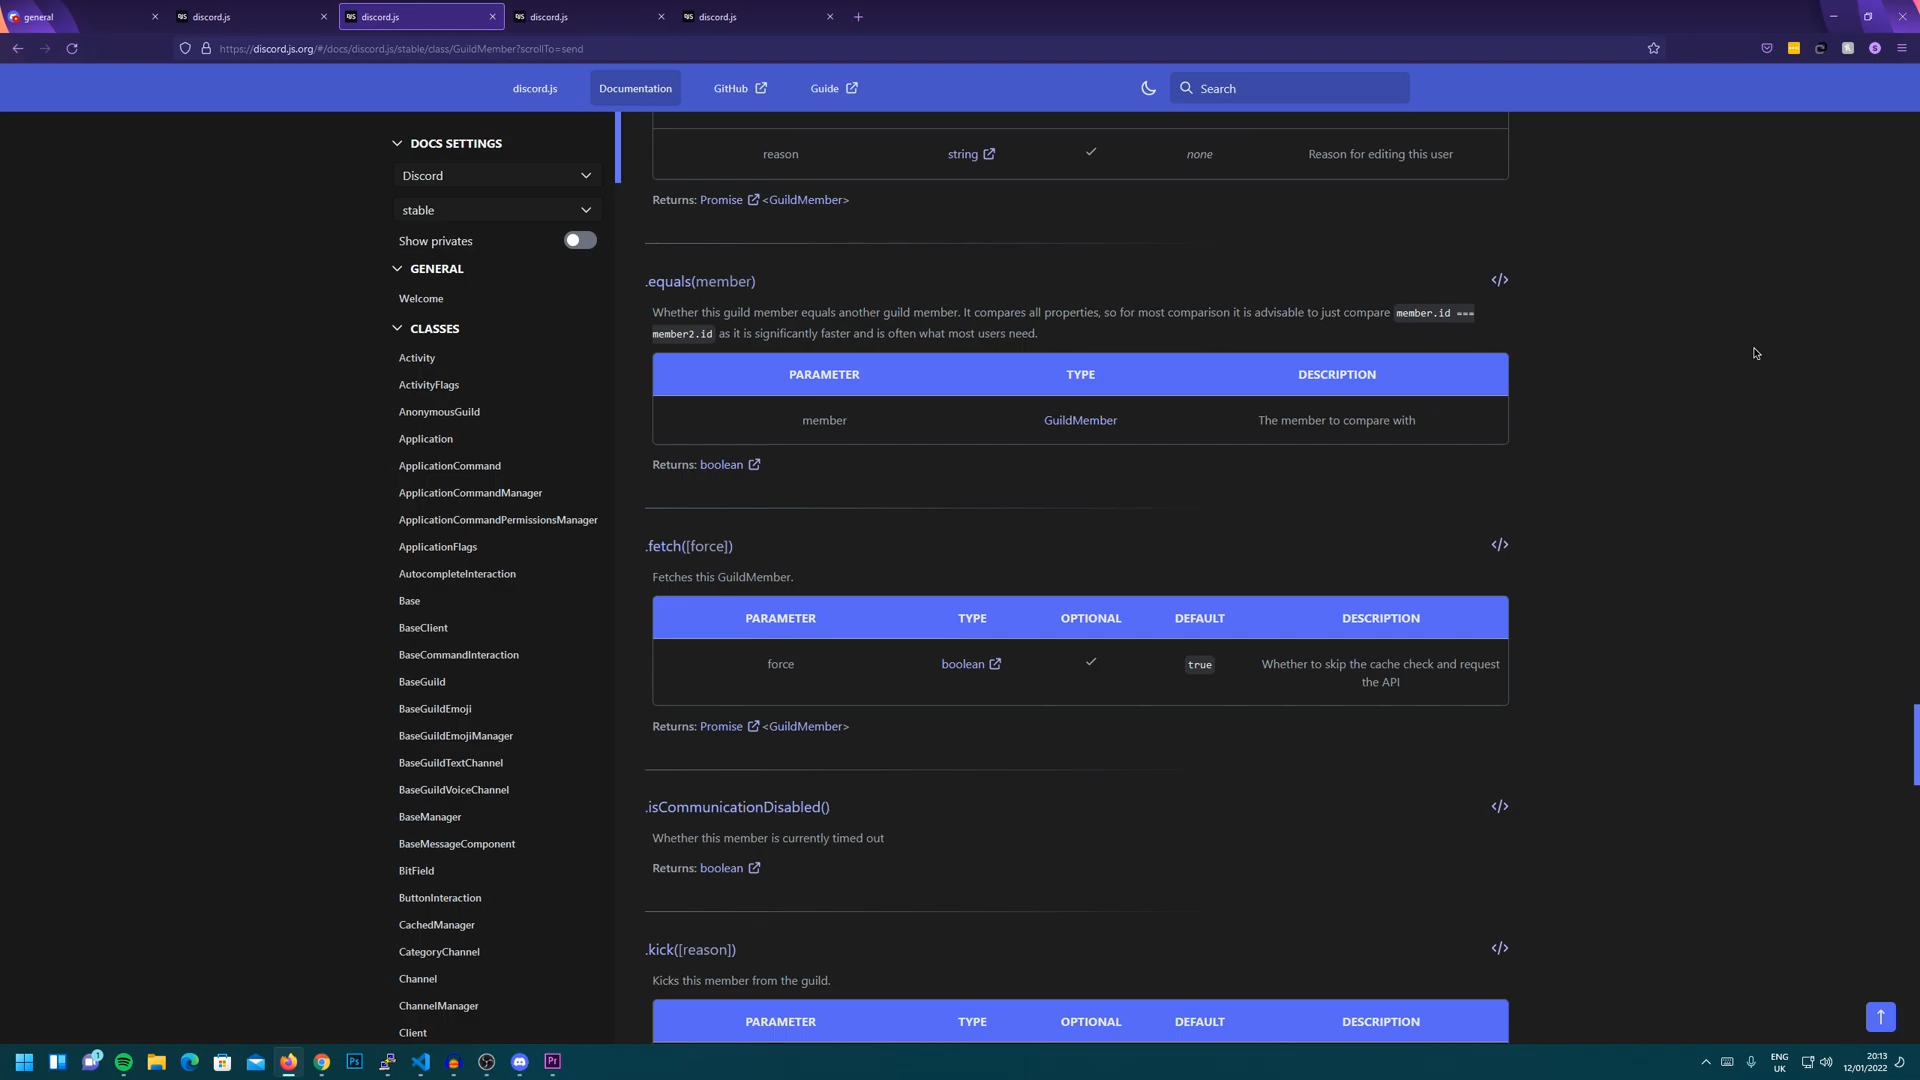 general
discord.js
discord.js
discord.js
discord.js
https://discord.js.org/#/docs/discord.js/stable/class/GuildMember?scrollTo=send
discord.js
Documentation
GitHub
Guide
Search
DOCS SETTINGS
Discord
stable
Show privates
GENERAL
Welcome
CLASSES
Activity
ActivityFlags
AnonymousGuild
Application
ApplicationCommand
ApplicationCommandManager
ApplicationCommandPermissionsManager
ApplicationFlags
AutocompleteInteraction
Base
BaseClient
BaseCommandInteraction
BaseGuild
BaseGuildEmoji
BaseGuildEmojiManager
BaseGuildTextChannel
BaseGuildVoiceChannel
BaseManager
BaseMessageComponent
BitField
ButtonInteraction
CachedManager
CategoryChannel
Channel
ChannelManager
Client
reason string ✓ none Reason for editing this user
Returns: Promise <GuildMember>
.equals(member)
Whether this guild member equals another guild member. It compares all properties, so for most comparison it is advisable to just compare member.id ===
member2.id as it is significantly faster and is often what most users need.
PARAMETER TYPE DESCRIPTION
member GuildMember The member to compare with
Returns: boolean
.fetch([force])
Fetches this GuildMember.
PARAMETER TYPE OPTIONAL DEFAULT DESCRIPTION
force boolean ✓ true Whether to skip the cache check and request
the API
Returns: Promise <GuildMember>
.isCommunicationDisabled()
Whether this member is currently timed out
Returns: boolean
.kick([reason])
Kicks this member from the guild.
PARAMETER TYPE OPTIONAL DEFAULT DESCRIPTION
ENG
UK
20:13
12/01/2022